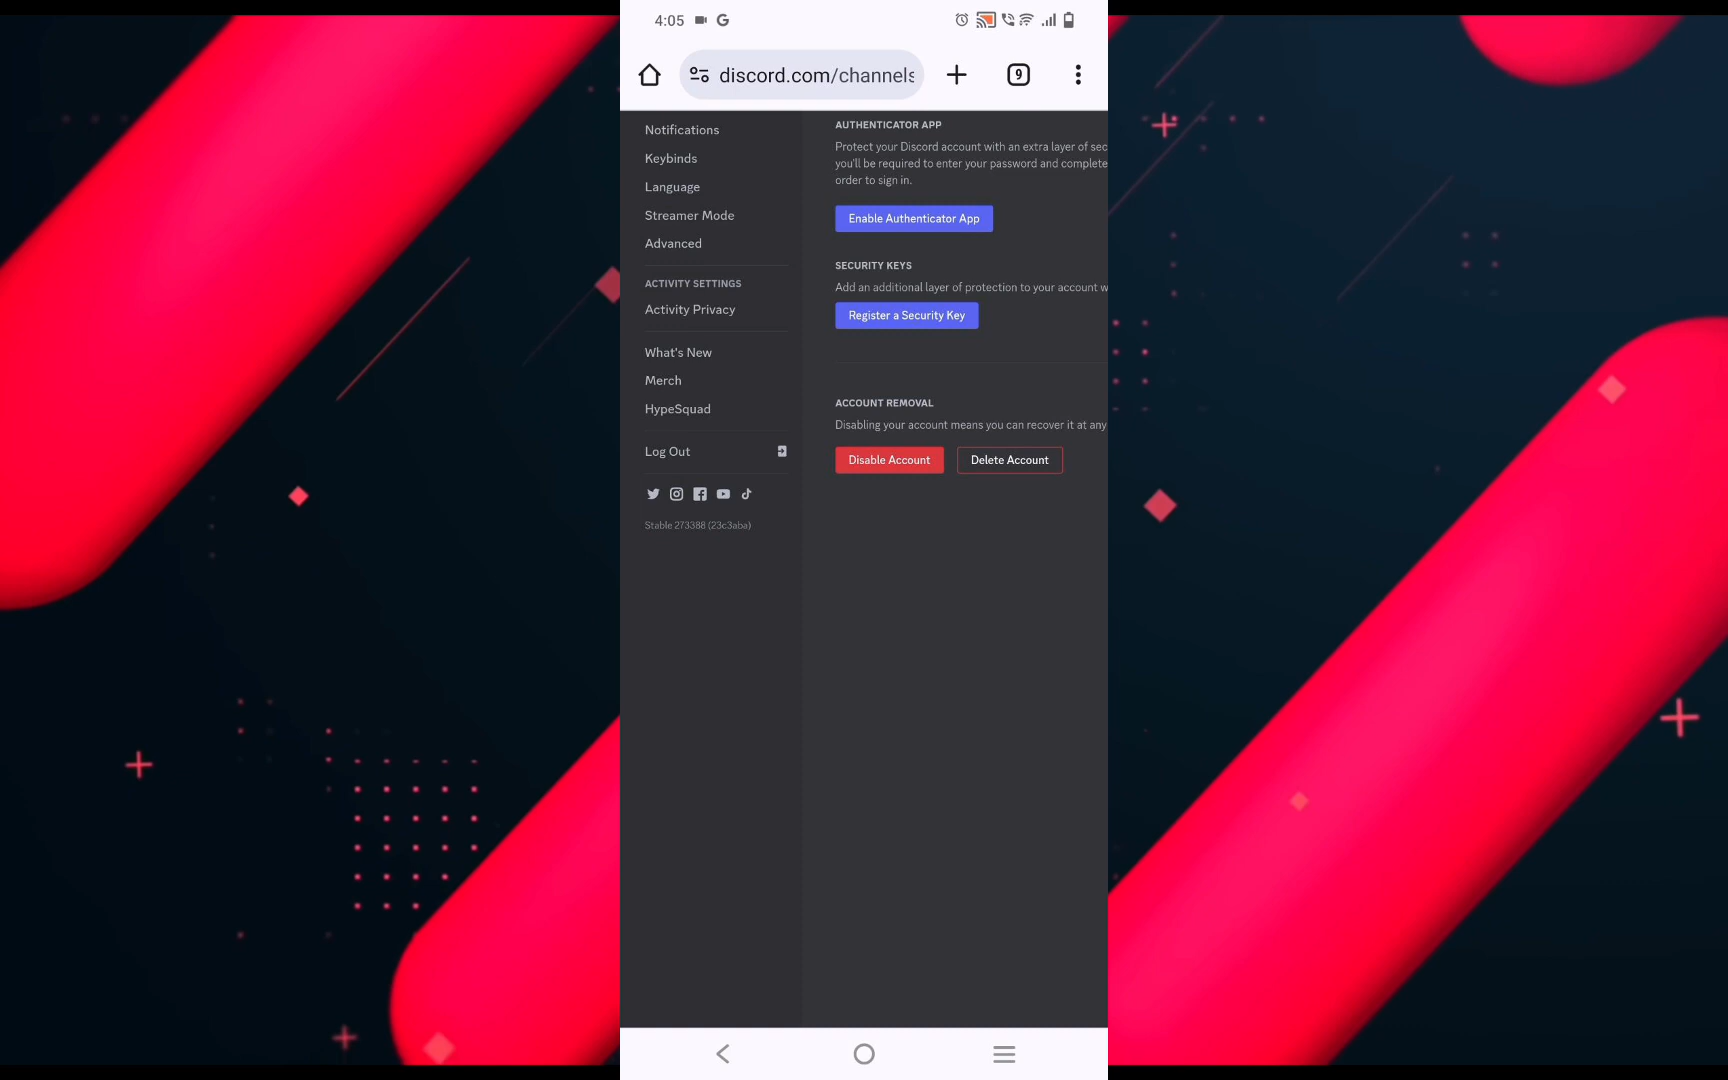 4:05
discord.com/channels
9
Notifications
Keybinds
Language
Streamer Mode
Advanced
ACTIVITY SETTINGS
Activity Privacy
What's New
Merch
HypeSquad
Log Out
Stable 273388 (23c3aba)
AUTHENTICATOR APP
Protect your Discord account with an extra layer of sec
you'll be required to enter your password and complete
order to sign in.
Enable Authenticator App
SECURITY KEYS
Add an additional layer of protection to your account w
Register a Security Key
ACCOUNT REMOVAL
Disabling your account means you can recover it at any
Disable Account
Delete Account